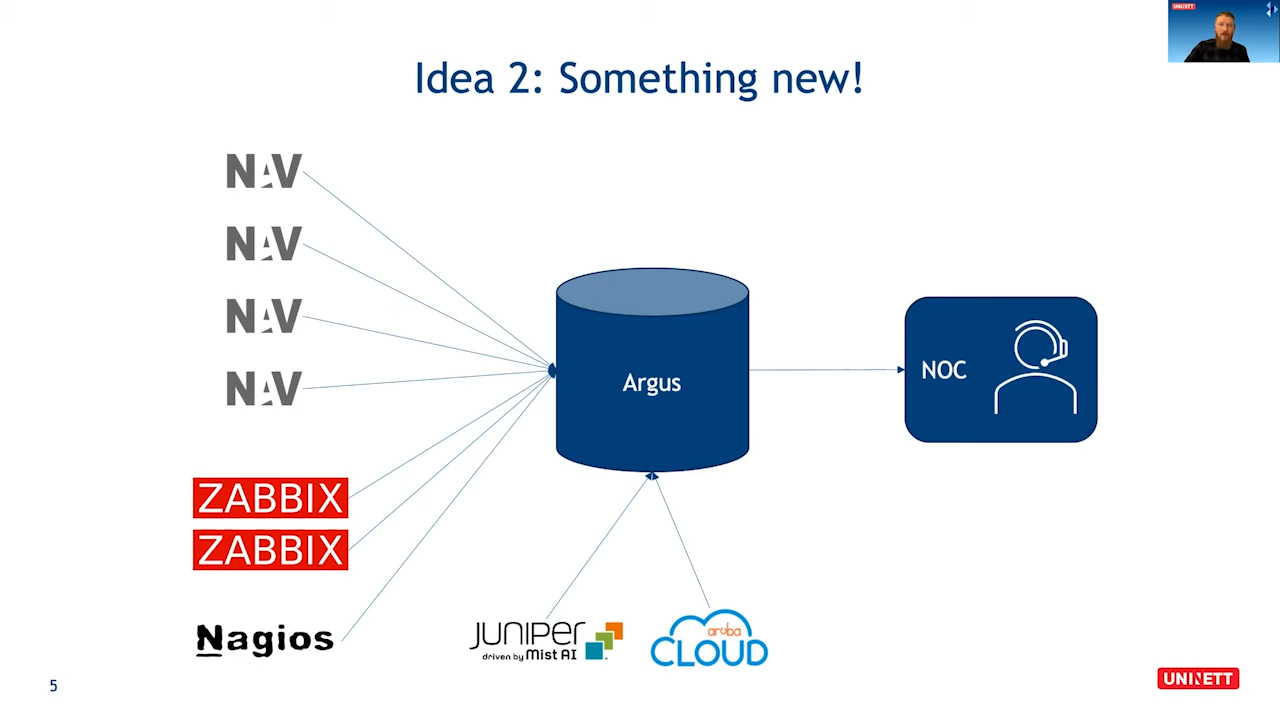 UNINETT
Idea 2: Something new!
NAV
NAV
NAV
NAV
Argus
NOC
ZABBIX
ZABBIX
Nagios
JUNIPEr
driven by Mist AI
aruba
CLOUD
5
UNINETT